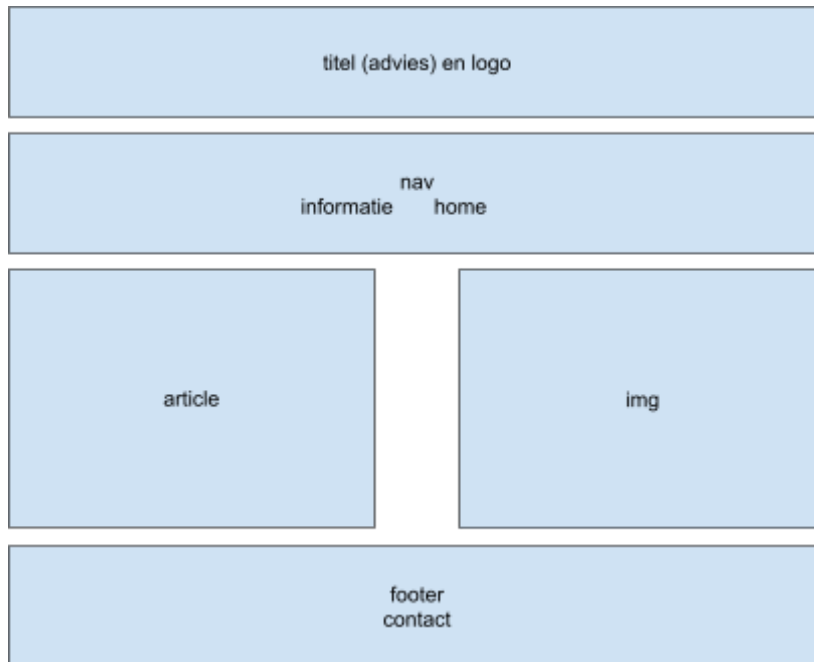 titel (advies) en logo
nav
informatie home
article
img
footer
contact